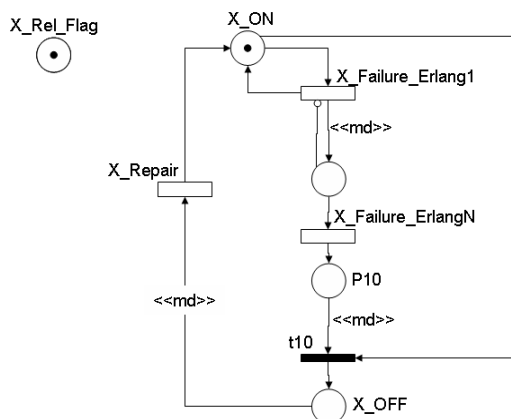 X_Rel_Flag
X_ON
X_Failure_Erlang1
<<md>>
X_Repair
X_Failure_ErlangN
P10
<<md>>
<<md>>
t10
X_OFF